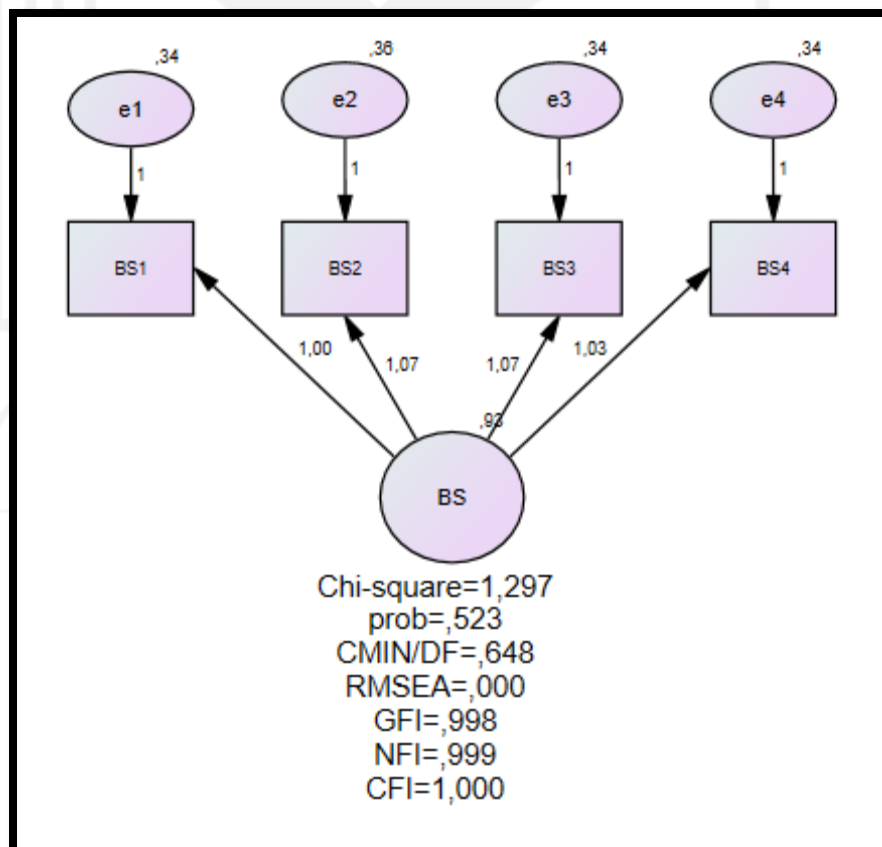 ,34 ,36 ,34 ,34
e1 e2 e3 e4
1 1 1 1
BS1 BS2 BS3 BS4
1,00 1,07 1,07 1,03
,93
BS
Chi-square=1,297
prob=,523
CMIN/DF=,648
RMSEA=,000
GFI=,998
NFI=,999
CFI=1,000